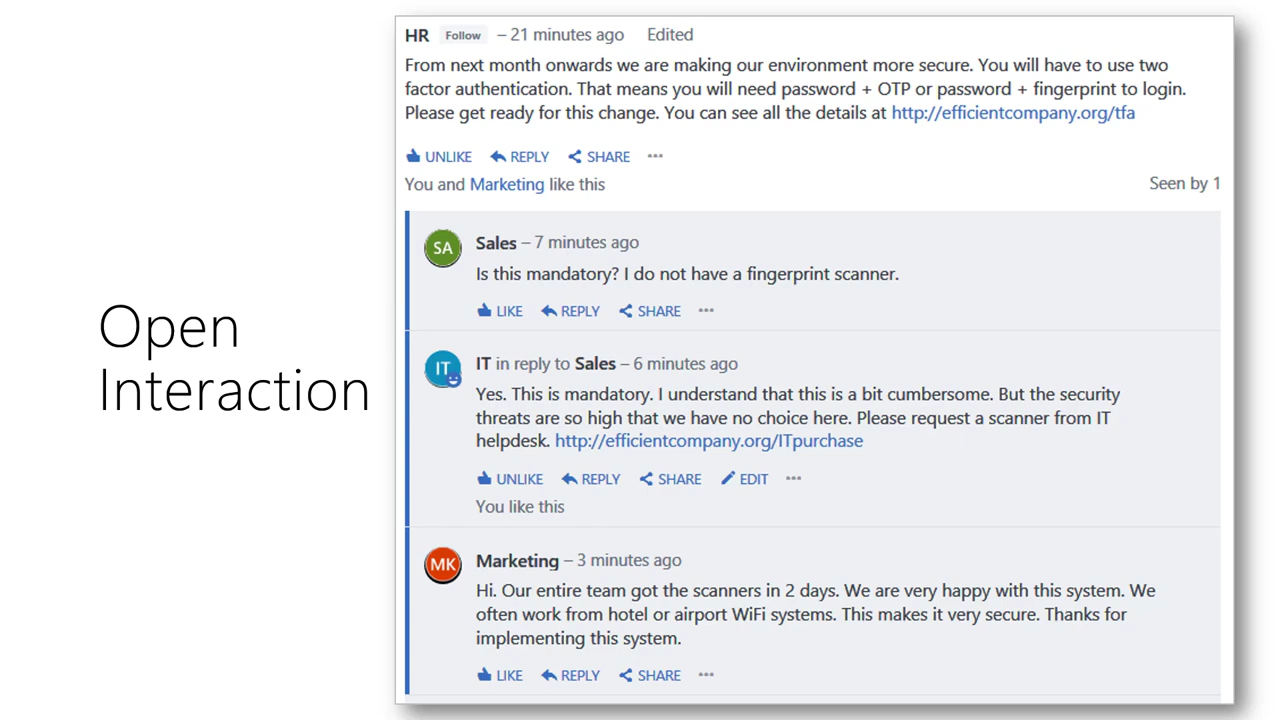 Open
Interaction
HR Follow – 21 minutes ago Edited
From next month onwards we are making our environment more secure. You will have to use two
factor authentication. That means you will need password + OTP or password + fingerprint to login.
Please get ready for this change. You can see all the details at http://efficientcompany.org/tfa
UNLIKE REPLY SHARE ...
You and Marketing like this Seen by 1
SA Sales – 7 minutes ago
Is this mandatory? I do not have a fingerprint scanner.
LIKE REPLY SHARE ...
IT IT in reply to Sales – 6 minutes ago
Yes. This is mandatory. I understand that this is a bit cumbersome. But the security
threats are so high that we have no choice here. Please request a scanner from IT
helpdesk. http://efficientcompany.org/ITpurchase
UNLIKE REPLY SHARE EDIT ...
You like this
MK Marketing – 3 minutes ago
Hi. Our entire team got the scanners in 2 days. We are very happy with this system. We
often work from hotel or airport WiFi systems. This makes it very secure. Thanks for
implementing this system.
LIKE REPLY SHARE ...